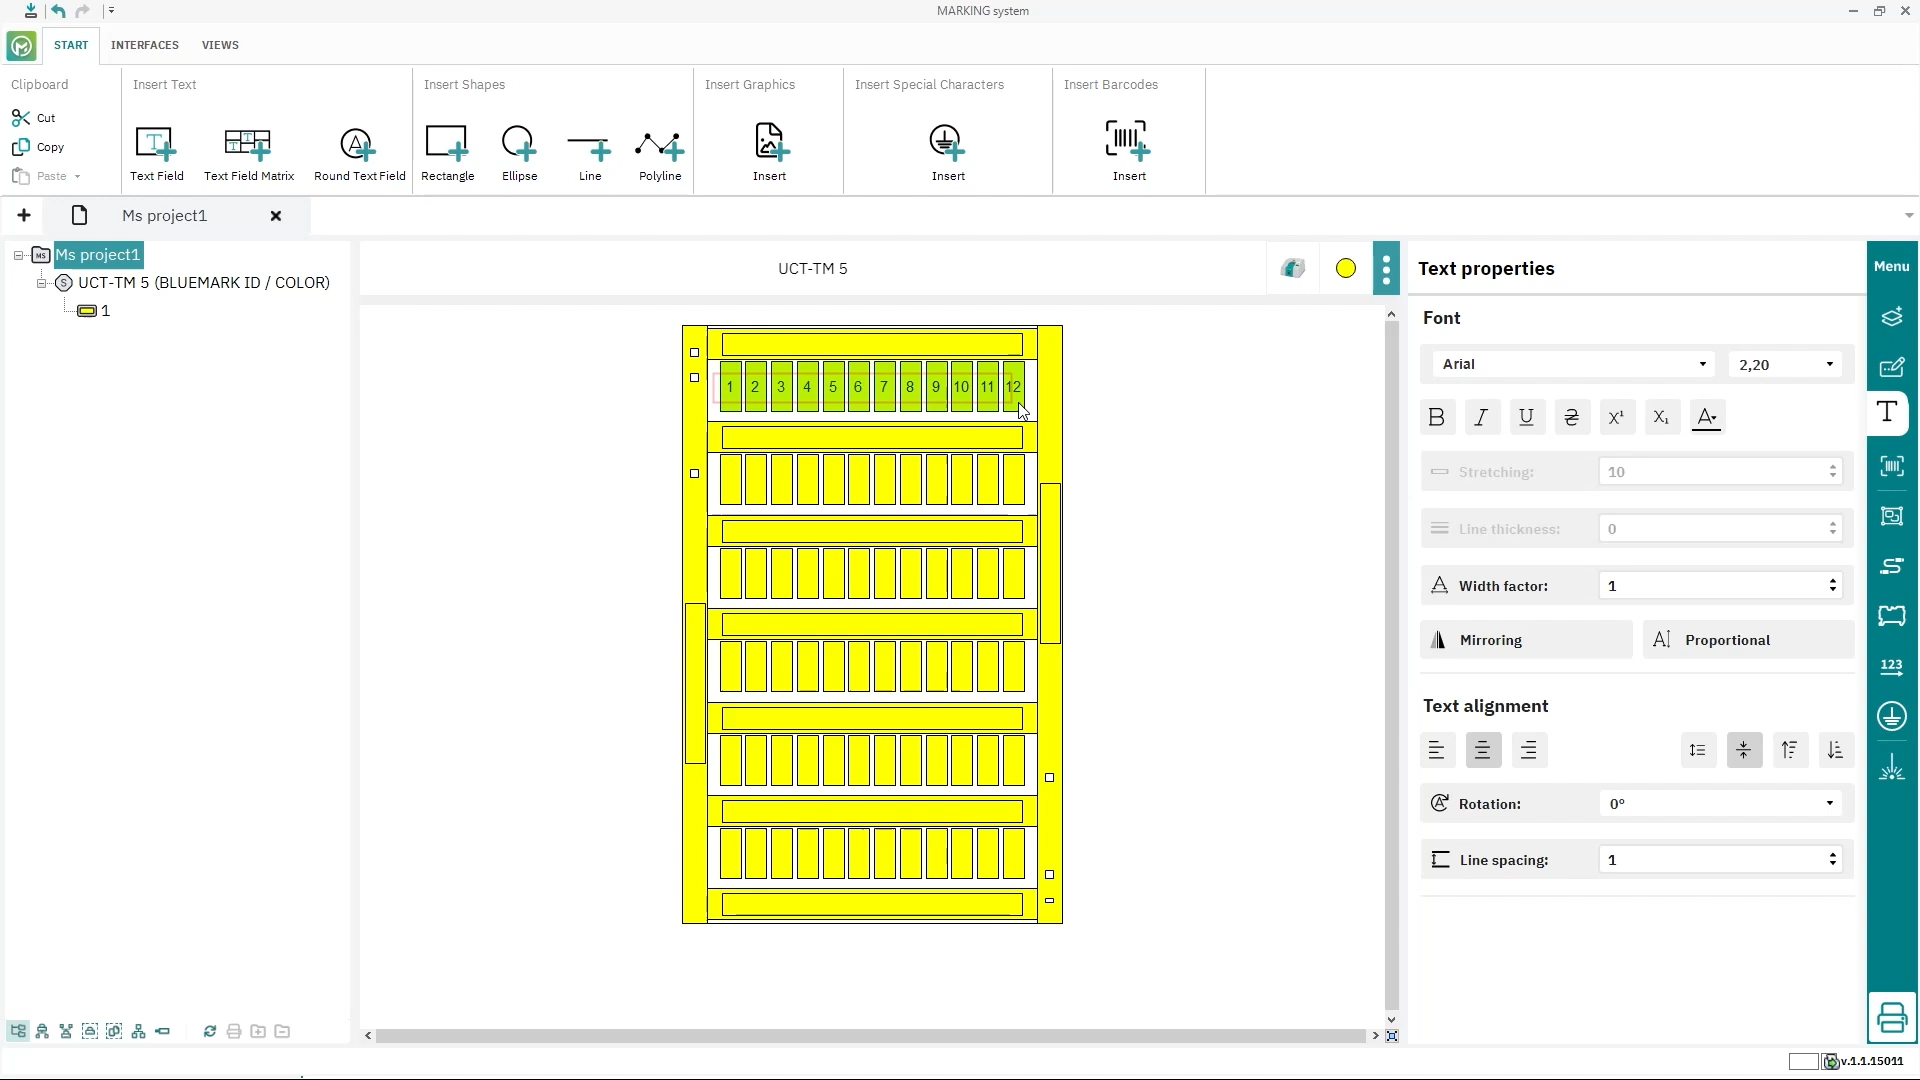 MARKING system
START INTERFACES VIEWS
Clipboard
Cut
Copy
Paste
Insert Text
Text Field
Text Field Matrix
Round Text Field
Insert Shapes
Rectangle
Ellipse
Line
Polyline
Insert Graphics
Insert
Insert Special Characters
Insert
Insert Barcodes
Insert
Ms project1
Ms project1
UCT-TM 5 (BLUEMARK ID / COLOR)
1
UCT-TM 5
1 2 3 4 5 6 7 8 9 10 11 12
Text properties
Font
Arial
2,20
Stretching: 10
Line thickness: 0
Width factor: 1
Mirroring
Proportional
Text alignment
Rotation: 0°
Line spacing: 1
Menu
123
v.1.1.15011